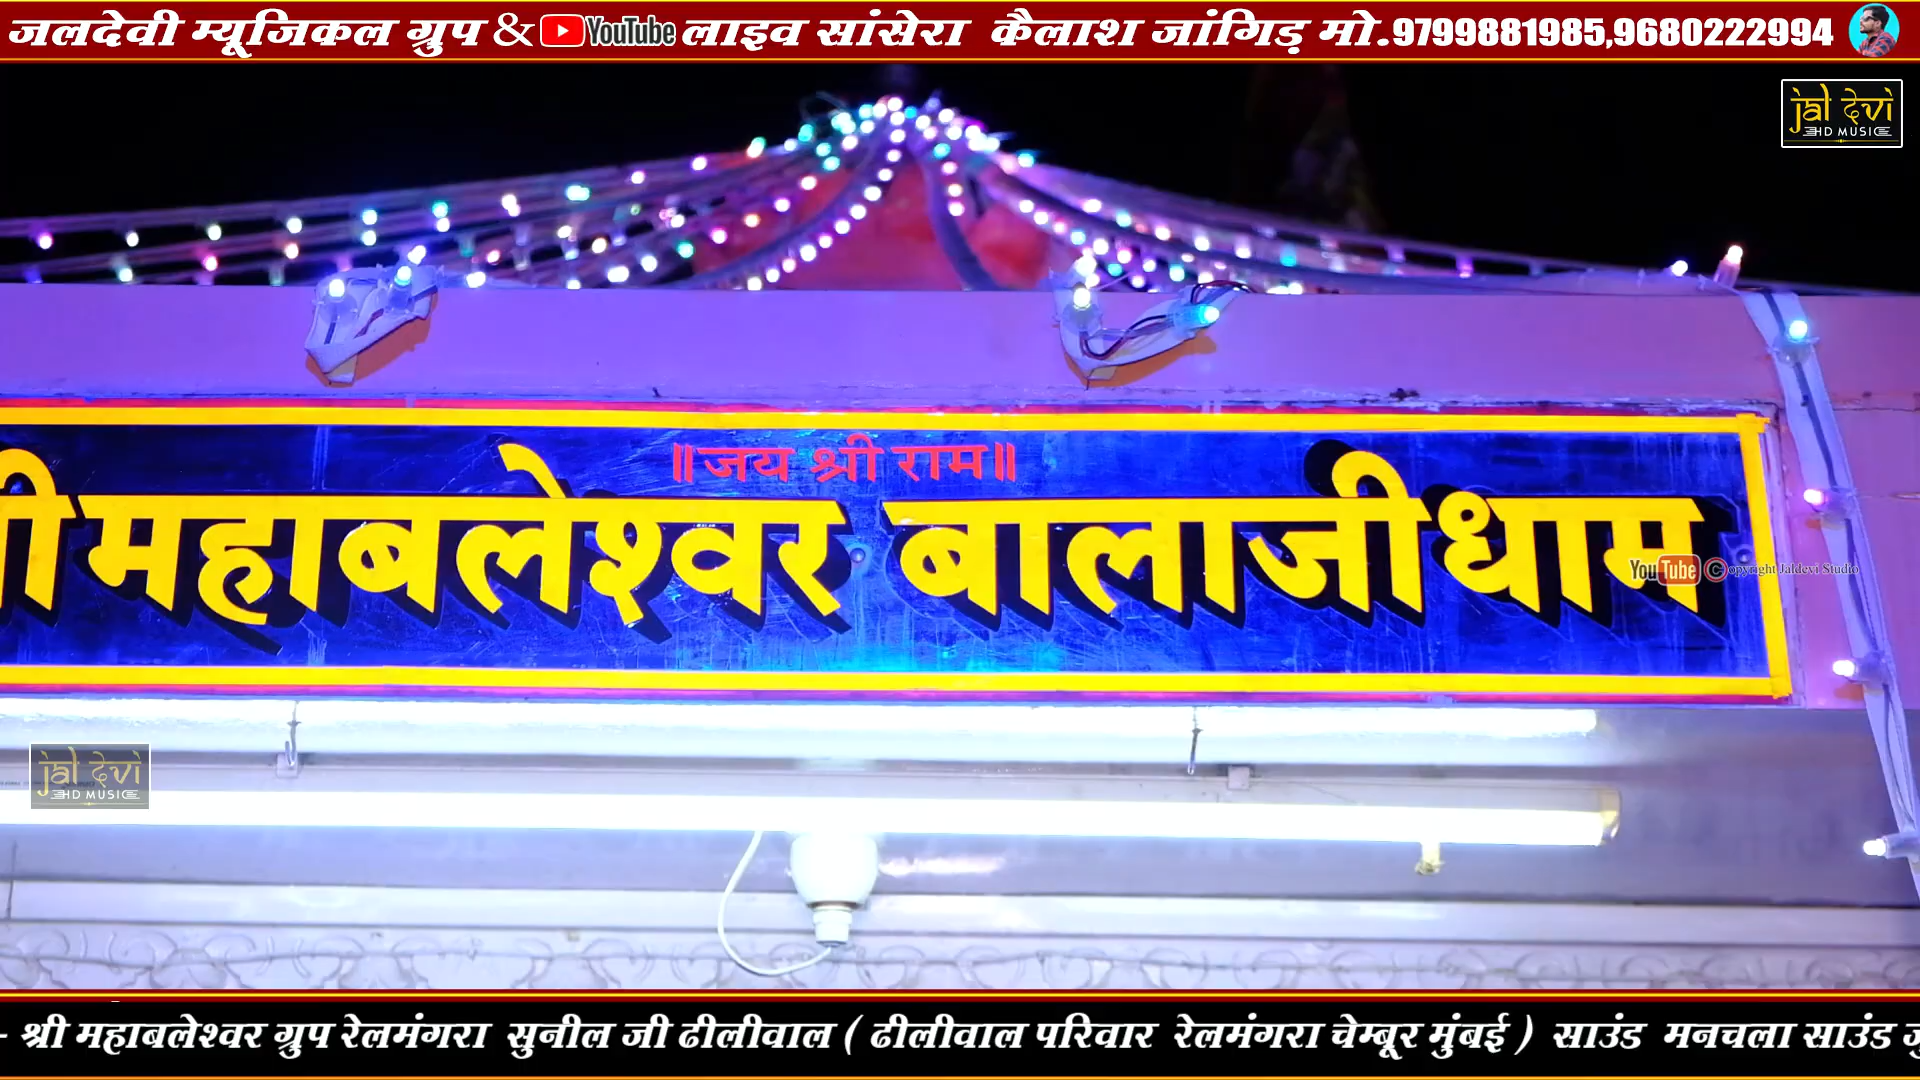 जलदेवी म्यूजिकल ग्रुप & YouTube लाइव सांसेरा कैलाश जांगिड़ मो.9799881985,9680222994
jal देवी
HD MUSIC
॥जय श्री राम॥
महाबलेश्वर बालाजी धाम
YouTube ©opyright Jaldevi Studio
jal देवी
HD MUSIC
- श्री महाबलेश्वर ग्रुप रेलमंगरा सुनील जी ढीलीवाल ( ढीलीवाल परिवार रेलमंगरा चेम्बूर मुंबई ) साउंड मनचला साउंड